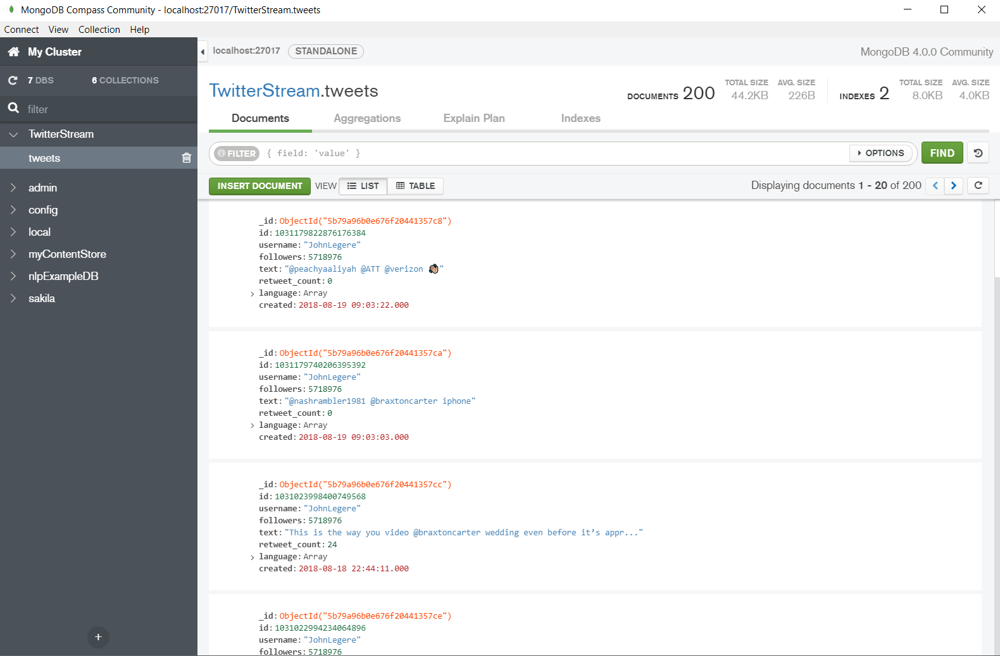 MongoDB Compass Community - localhost:27017/TwitterStream.tweets
Connect View Collection Help
My Cluster
7 DBS 6 COLLECTIONS
filter
TwitterStream
tweets
admin
config
local
myContentStore
nlpExampleDB
sakila
+
localhost:27017 STANDALONE MongoDB 4.0.0 Community
TwitterStream.tweets
DOCUMENTS 200 TOTAL SIZE 44.2KB AVG. SIZE 226B INDEXES 2 TOTAL SIZE 8.0KB AVG. SIZE 4.0KB
Documents Aggregations Explain Plan Indexes
FILTER { field: 'value' } OPTIONS FIND
INSERT DOCUMENT VIEW LIST TABLE Displaying documents 1 - 20 of 200
_id: ObjectId("5b79a96b0e676f20441357c8")
id: 1031179822876176384
username: "JohnLegere"
followers: 5718976
text: "@peachyaaliyah @ATT @verizon 👏🏼"
retweet_count: 0
language: Array
created: 2018-08-19 09:03:22.000
_id: ObjectId("5b79a96b0e676f20441357ca")
id: 1031179740206395392
username: "JohnLegere"
followers: 5718976
text: "@nashrambler1981 @braxtoncarter iphone"
retweet_count: 0
language: Array
created: 2018-08-19 09:03:03.000
_id: ObjectId("5b79a96b0e676f20441357cc")
id: 1031023998400749568
username: "JohnLegere"
followers: 5718976
text: "This is the way you video @braxtoncarter wedding even before it’s appr..."
retweet_count: 24
language: Array
created: 2018-08-18 22:44:11.000
_id: ObjectId("5b79a96b0e676f20441357ce")
id: 1031022994234064896
username: "JohnLegere"
followers: 5718976